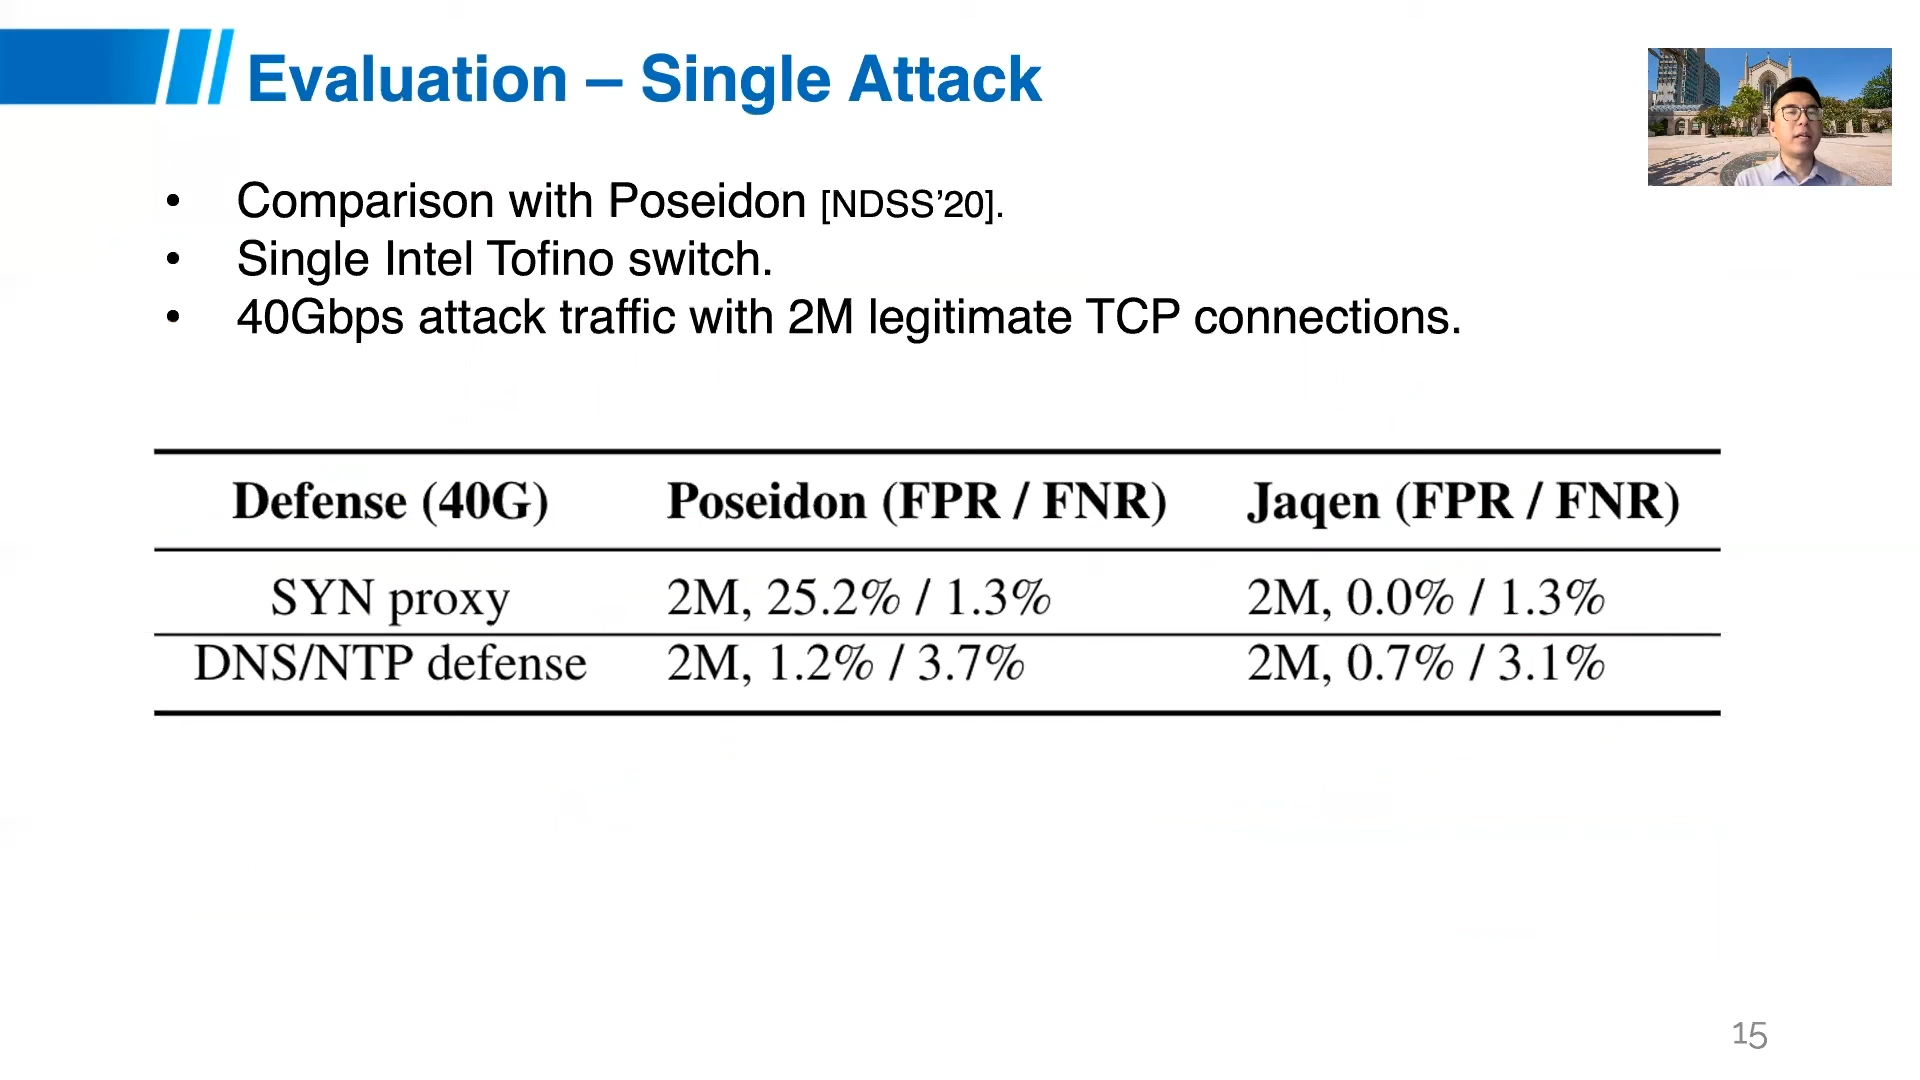 Evaluation – Single Attack
• Comparison with Poseidon [NDSS’20].
• Single Intel Tofino switch.
• 40Gbps attack traffic with 2M legitimate TCP connections.
Defense (40G) Poseidon (FPR / FNR) Jaqen (FPR / FNR)
SYN proxy 2M, 25.2% / 1.3% 2M, 0.0% / 1.3%
DNS/NTP defense 2M, 1.2% / 3.7% 2M, 0.7% / 3.1%
15